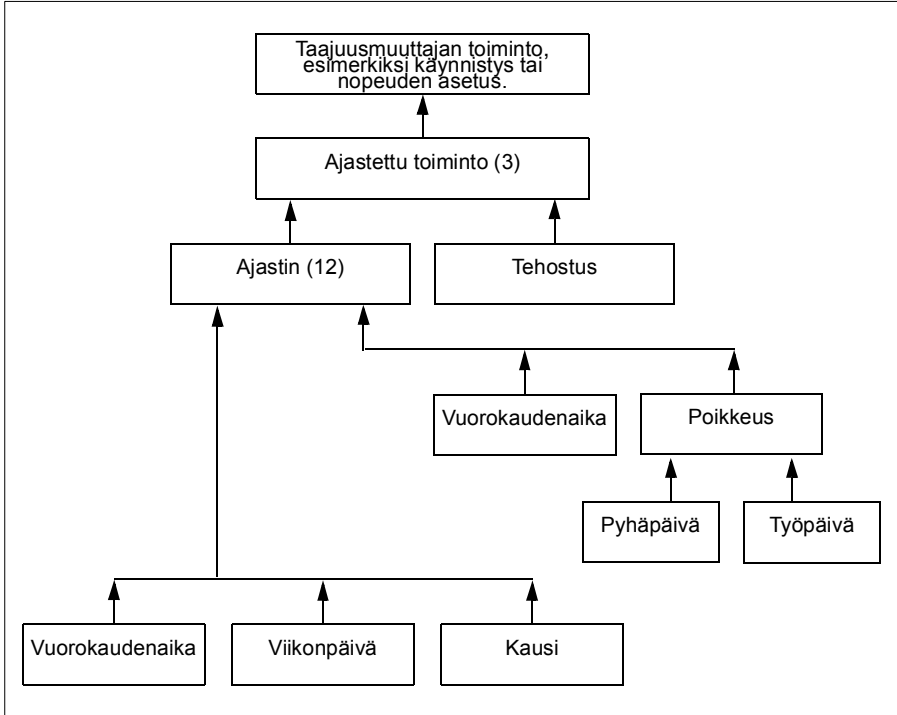 Taajuusmuuttajan toiminto,
esimerkiksi käynnistys tai
nopeuden asetus.
Ajastettu toiminto (3)
Ajastin (12)
Tehostus
Vuorokaudenaika
Poikkeus
Pyhäpäivä
Työpäivä
Vuorokaudenaika
Viikonpäivä
Kausi